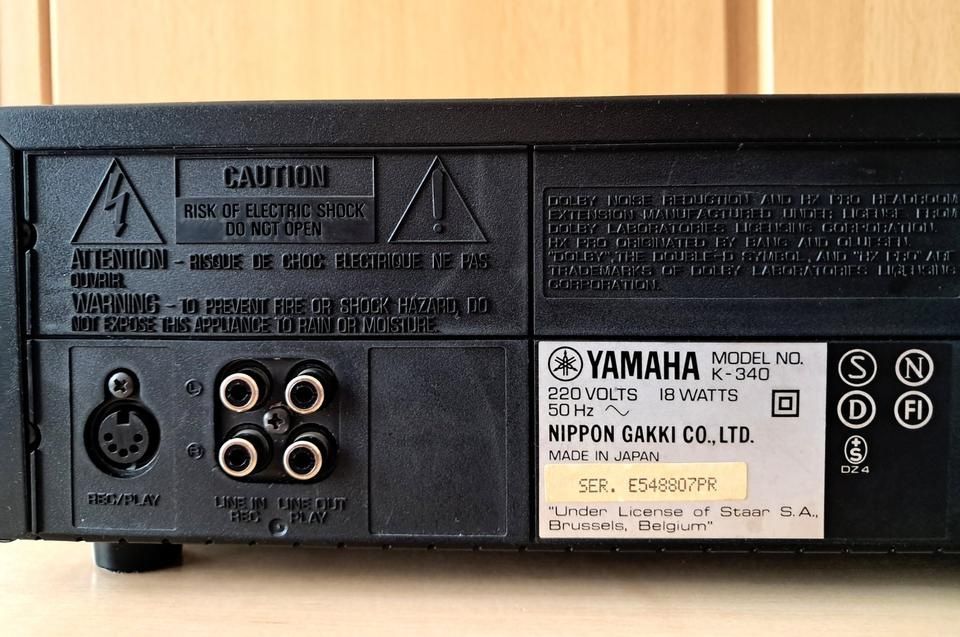 CAUTION
RISK OF ELECTRIC SHOCK
DO NOT OPEN
ATTENTION – RISQUE DE CHOC ELECTRIQUE NE PAS
OUVRIR.
WARNING – TO PREVENT FIRE OR SHOCK HAZARD, DO
NOT EXPOSE THIS APPLIANCE TO RAIN OR MOISTURE.
DOLBY NOISE REDUCTION AND HX PRO HEADROOM
EXTENSION MANUFACTURED UNDER LICENSE FROM
DOLBY LABORATORIES LICENSING CORPORATION.
HX PRO ORIGINATED BY BANG AND OLUFSEN.
"DOLBY", THE DOUBLE-D SYMBOL, AND "HX PRO" ARE
TRADEMARKS OF DOLBY LABORATORIES LICENSING
CORPORATION.
L
R
REC/PLAY
LINE IN LINE OUT
REC PLAY
YAMAHA MODEL NO.
K-340
220 VOLTS 18 WATTS
50 Hz
NIPPON GAKKI CO., LTD.
MADE IN JAPAN
SER. E548807PR
"Under License of Staar S.A.,
Brussels, Belgium"
S N
D FI
+S
DZ 4